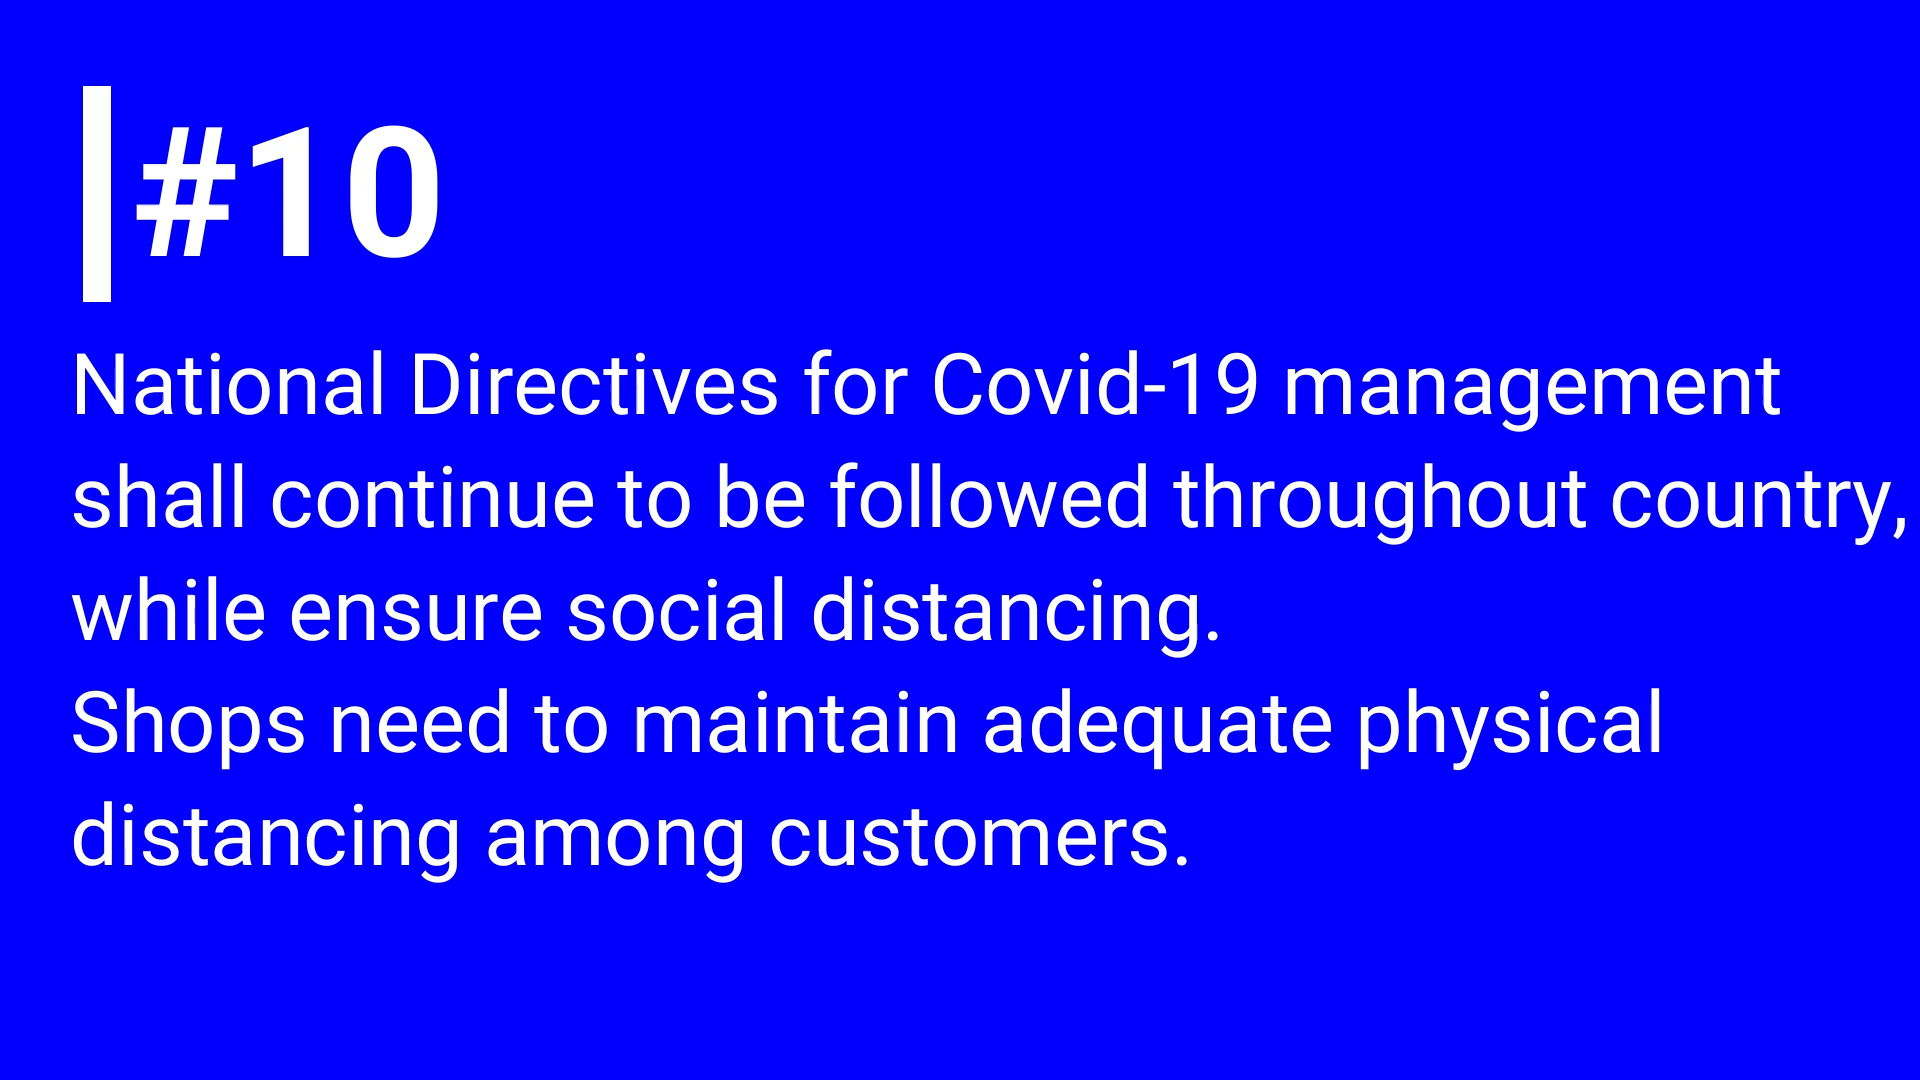 #10
National Directives for Covid-19 management
shall continue to be followed throughout country,
while ensure social distancing.
Shops need to maintain adequate physical
distancing among customers.